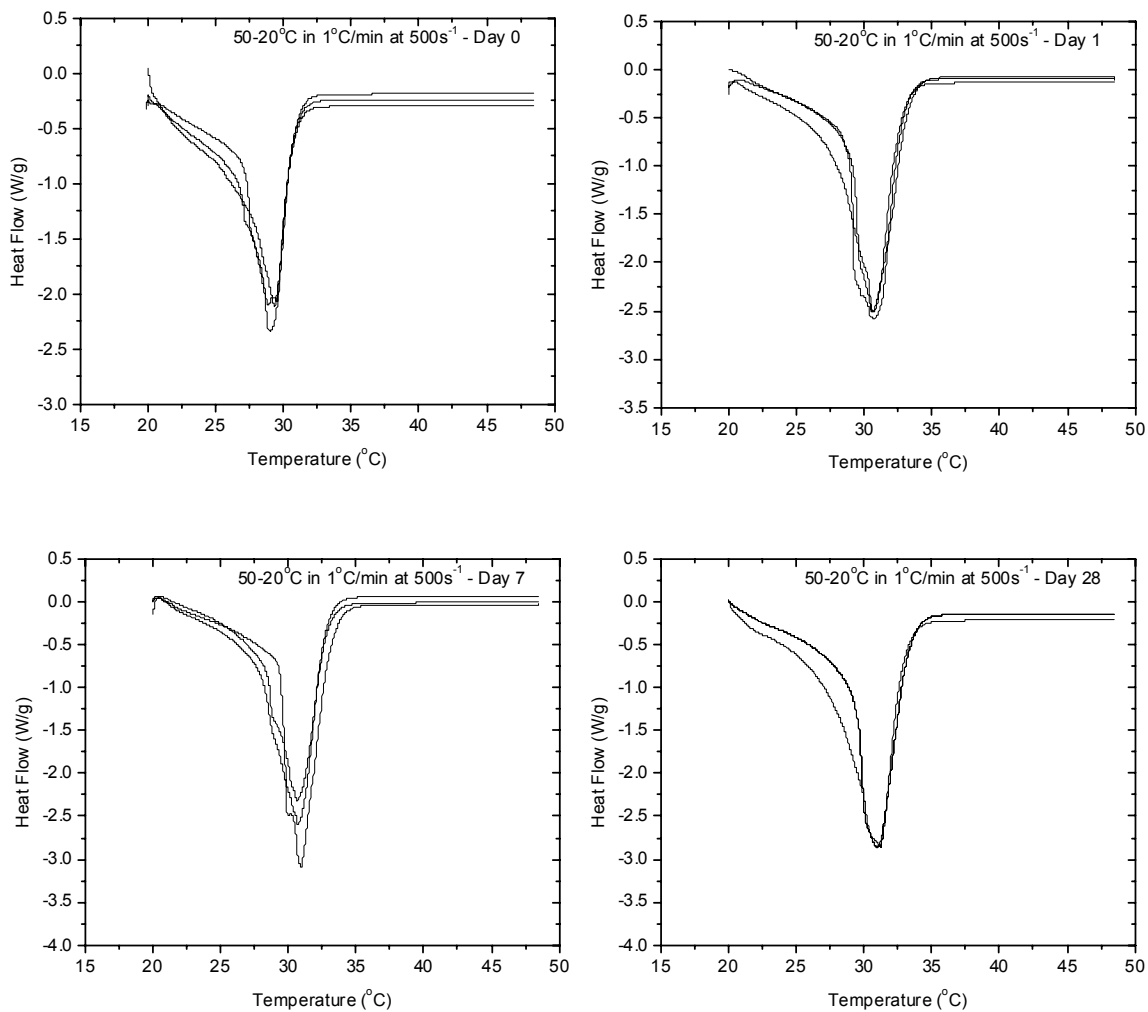 50-20°C in 1°C/min at 500s⁻¹ - Day 0
0.5
0.0
-0.5
-1.0
-1.5
-2.0
-2.5
-3.0
Heat Flow (W/g)
15 20 25 30 35 40 45 50
Temperature (°C)
50-20°C in 1°C/min at 500s⁻¹ - Day 1
0.5
0.0
-0.5
-1.0
-1.5
-2.0
-2.5
-3.0
-3.5
Heat Flow (W/g)
15 20 25 30 35 40 45 50
Temperature (°C)
50-20°C in 1°C/min at 500s⁻¹ - Day 7
0.5
0.0
-0.5
-1.0
-1.5
-2.0
-2.5
-3.0
-3.5
-4.0
Heat Flow (W/g)
15 20 25 30 35 40 45 50
Temperature (°C)
50-20°C in 1°C/min at 500s⁻¹ - Day 28
0.5
0.0
-0.5
-1.0
-1.5
-2.0
-2.5
-3.0
-3.5
-4.0
Heat Flow (W/g)
15 20 25 30 35 40 45 50
Temperature (°C)